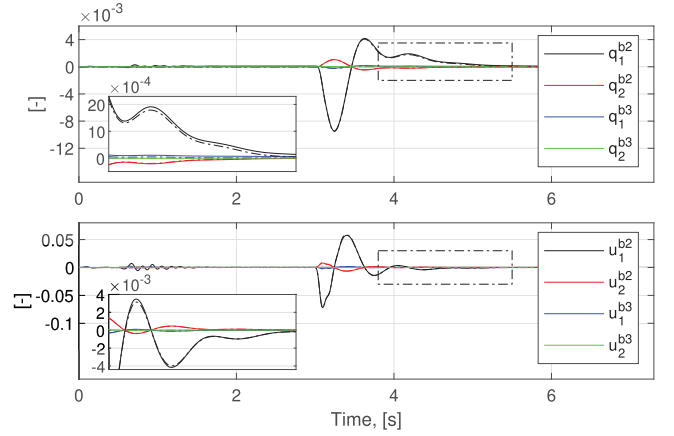 ×10⁻³
4
0
-4
-8
-12
[-]
×10⁻⁴
20
10
0
q₁ᵇ²
q₂ᵇ²
q₁ᵇ³
q₂ᵇ³
0 2 4 6
0.05
0
-0.05
-0.1
[-]
×10⁻³
4
2
0
-2
-4
u₁ᵇ²
u₂ᵇ²
u₁ᵇ³
u₂ᵇ³
0 2 4 6
Time, [s]